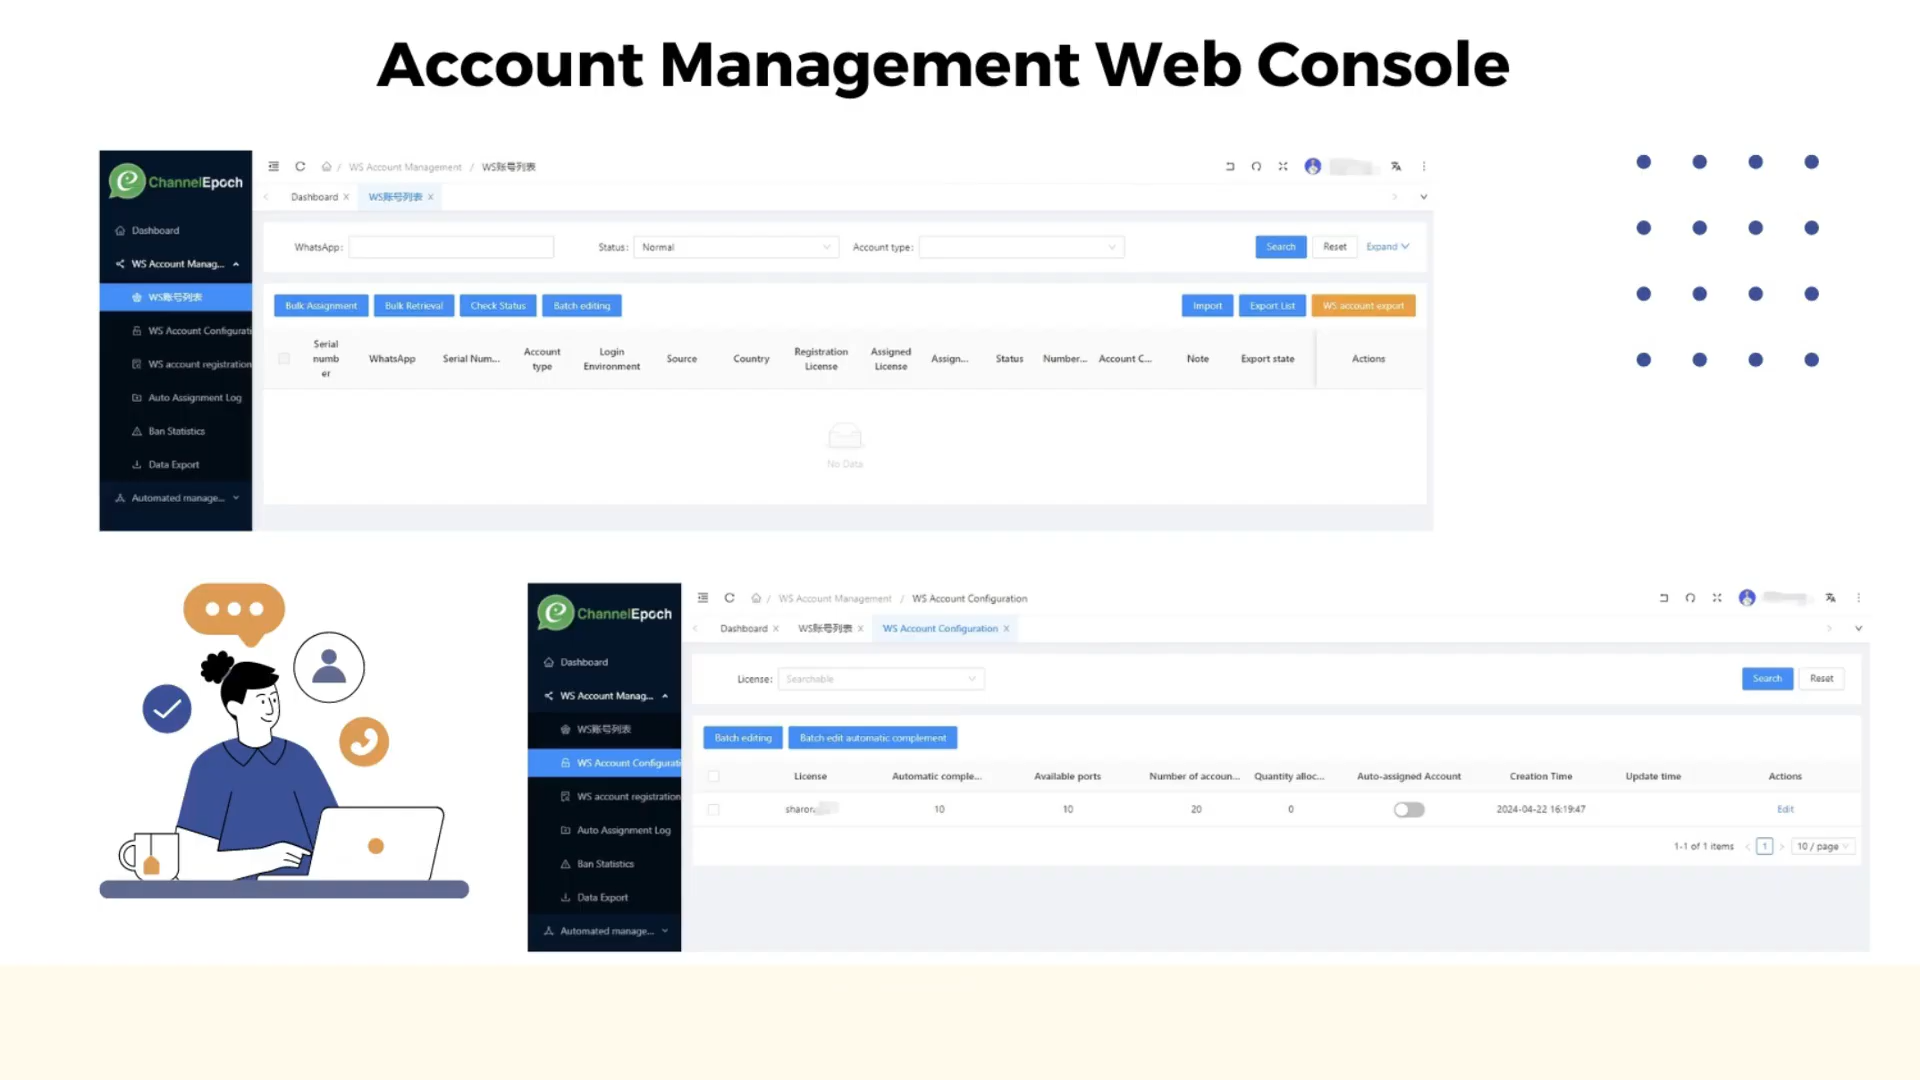 Account Management Web Console
ChannelEpoch
WS Account Management / WS账号列表
Dashboard
WS账号列表
Dashboard
WS Account Manag...
WS账号列表
WS Account Configurati
WS account registration
Auto Assignment Log
Ban Statistics
Data Export
Automated manage...
WhatsApp:
Status: Normal
Account type:
Search Reset Expand
Bulk Assignment Bulk Retrieval Check Status Batch editing
Import Export List WS account export
Serial
numb
er
WhatsApp
Serial Num...
Account
type
Login
Environment
Source
Country
Registration
License
Assigned
License
Assign...
Status
Number...
Account C...
Note
Export state
Actions
No Data
ChannelEpoch
WS Account Management / WS Account Configuration
Dashboard
WS账号列表
WS Account Configuration
Dashboard
WS Account Manag...
WS账号列表
WS Account Configurati
WS account registration
Auto Assignment Log
Ban Statistics
Data Export
Automated manage...
License: Searchable
Search Reset
Batch editing Batch edit automatic complement
License Automatic comple... Available ports Number of accoun... Quantity alloc... Auto-assigned Account Creation Time Update time Actions
10 10 20 0 2024-04-22 16:19:47 Edit
1-1 of 1 items 1 10 / page